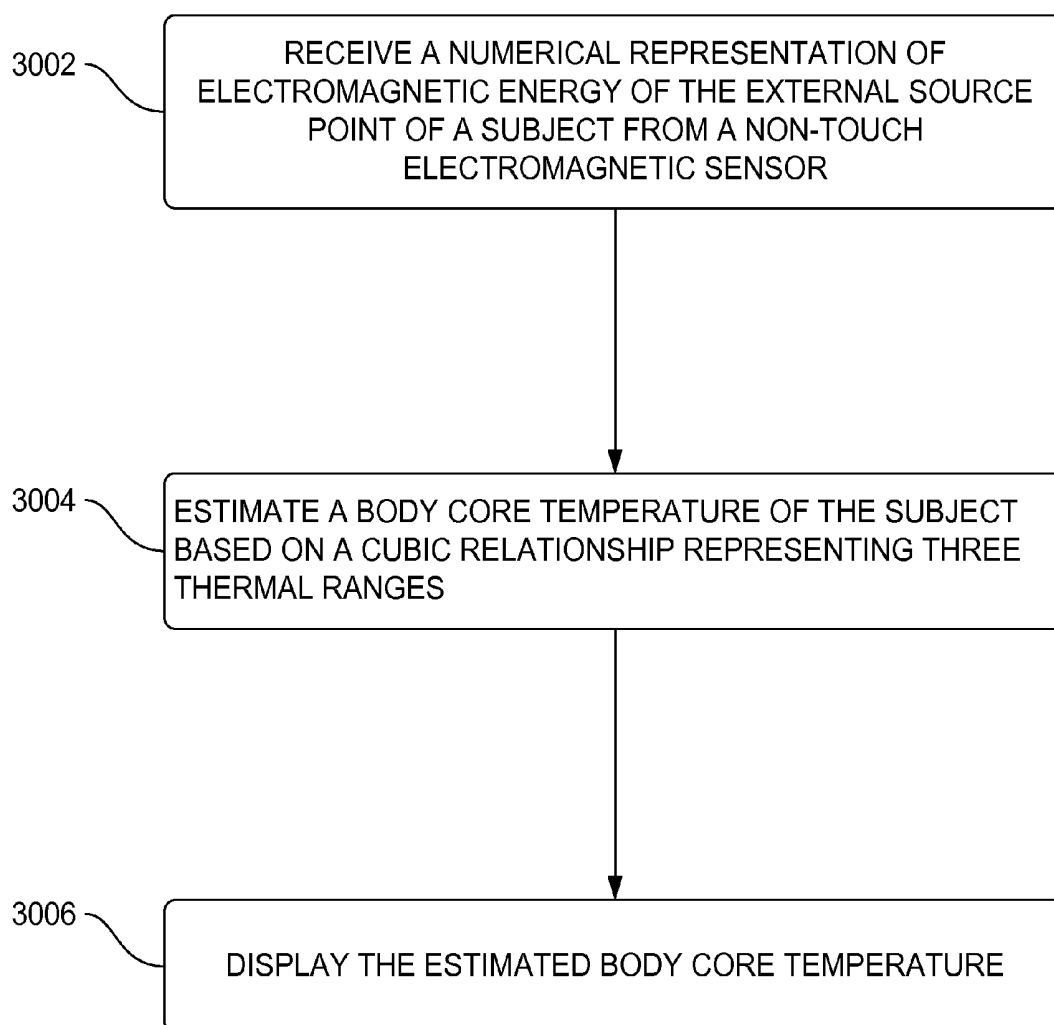 3002
RECEIVE A NUMERICAL REPRESENTATION OF
ELECTROMAGNETIC ENERGY OF THE EXTERNAL SOURCE
POINT OF A SUBJECT FROM A NON-TOUCH
ELECTROMAGNETIC SENSOR
3004
ESTIMATE A BODY CORE TEMPERATURE OF THE SUBJECT
BASED ON A CUBIC RELATIONSHIP REPRESENTING THREE
THERMAL RANGES
3006
DISPLAY THE ESTIMATED BODY CORE TEMPERATURE